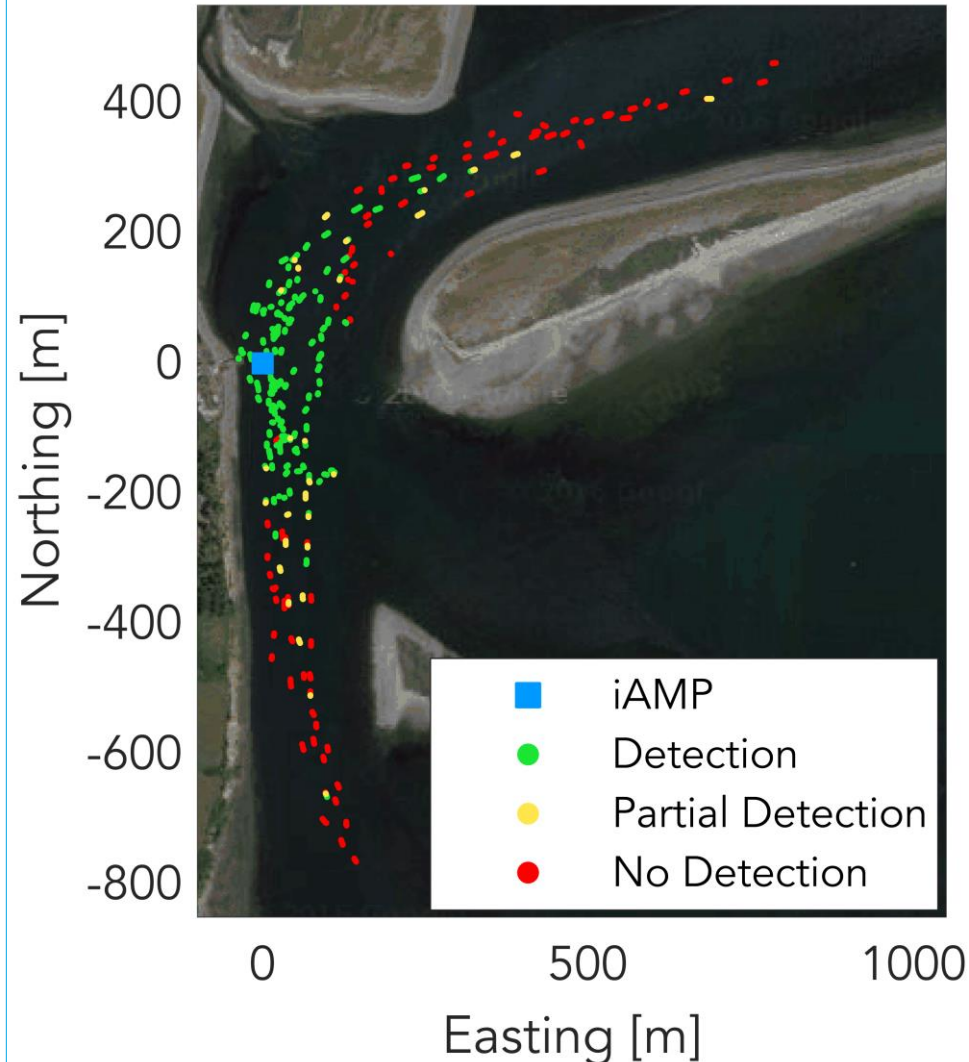 400
200
0
-200
-400
-600
-800
Northing [m]
iAMP
Detection
Partial Detection
No Detection
0 500 1000
Easting [m]